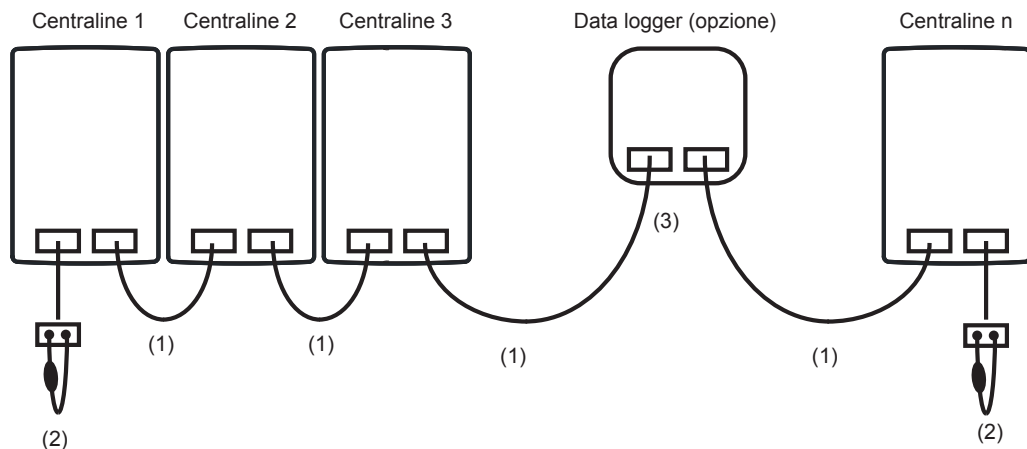 Centraline 1
Centraline 2
Centraline 3
Data logger (opzione)
Centraline n
(3)
(1)
(1)
(1)
(1)
(2)
(2)